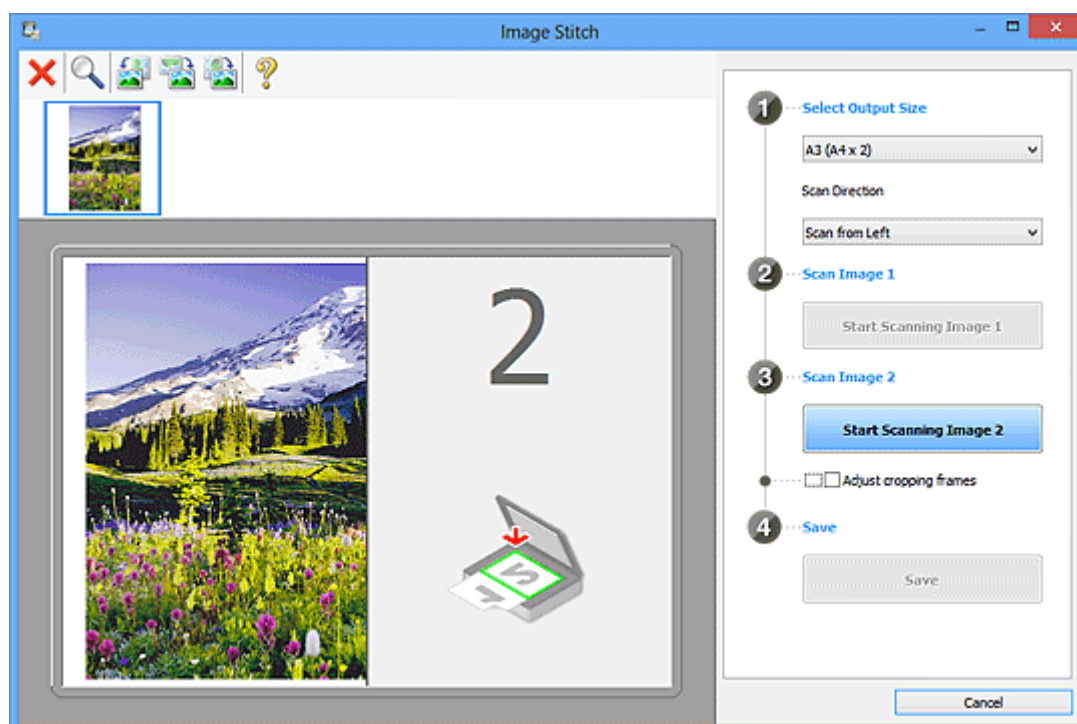 Image Stitch
1 Select Output Size
A3 (A4 x 2)
Scan Direction
Scan from Left
2 Scan Image 1
Start Scanning Image 1
3 Scan Image 2
Start Scanning Image 2
Adjust cropping frames
4 Save
Save
Cancel
2
2
1